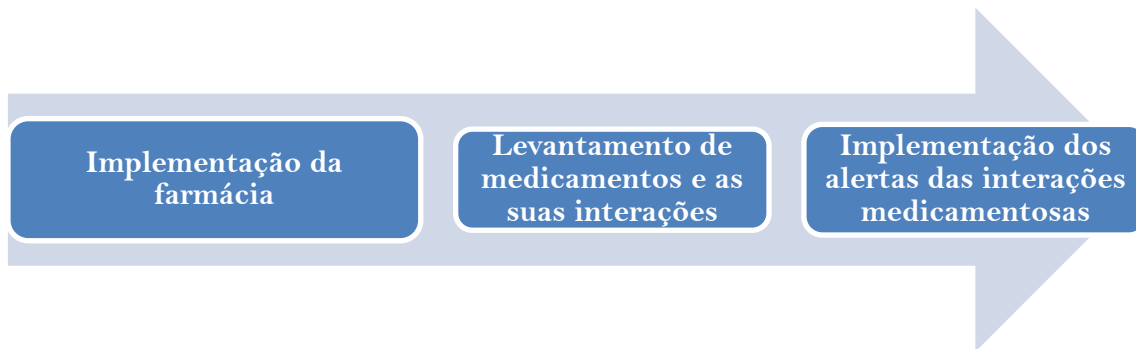 Implementação da
farmácia
Levantamento de
medicamentos e as
suas interações
Implementação dos
alertas das interações
medicamentosas